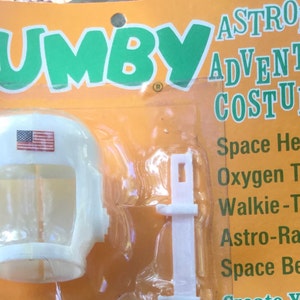 UMBY
ASTRO
ADVENT
COSTU
®
Space He
Oxygen T
Walkie-T
Astro-Ra
Space Be